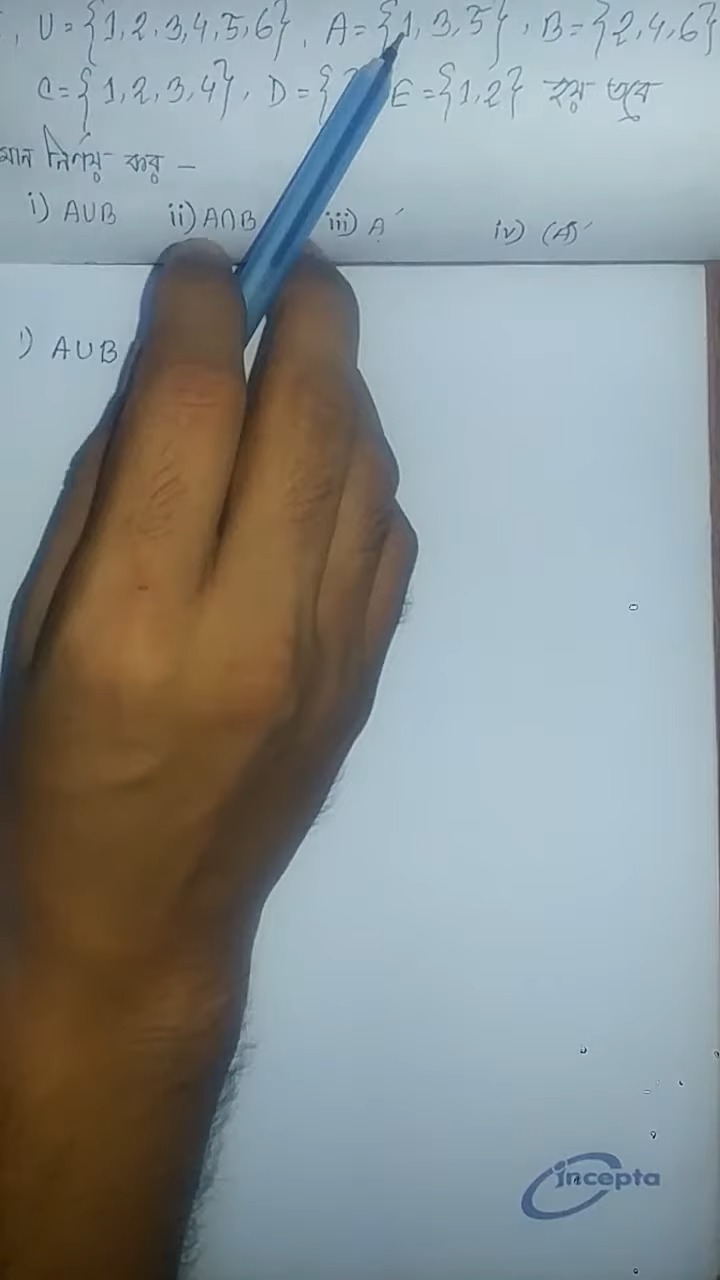 , U = {1,2,3,4,5,6}, A = {1,3,5}, B = {2,4,6}
C = {1,2,3,4}, D = { E = {1,2} হয় তবে
মান নির্ণয় কর –
i) A∪B ii) A∩B iii) A′ iv) (A)′
i) A∪B
incepta